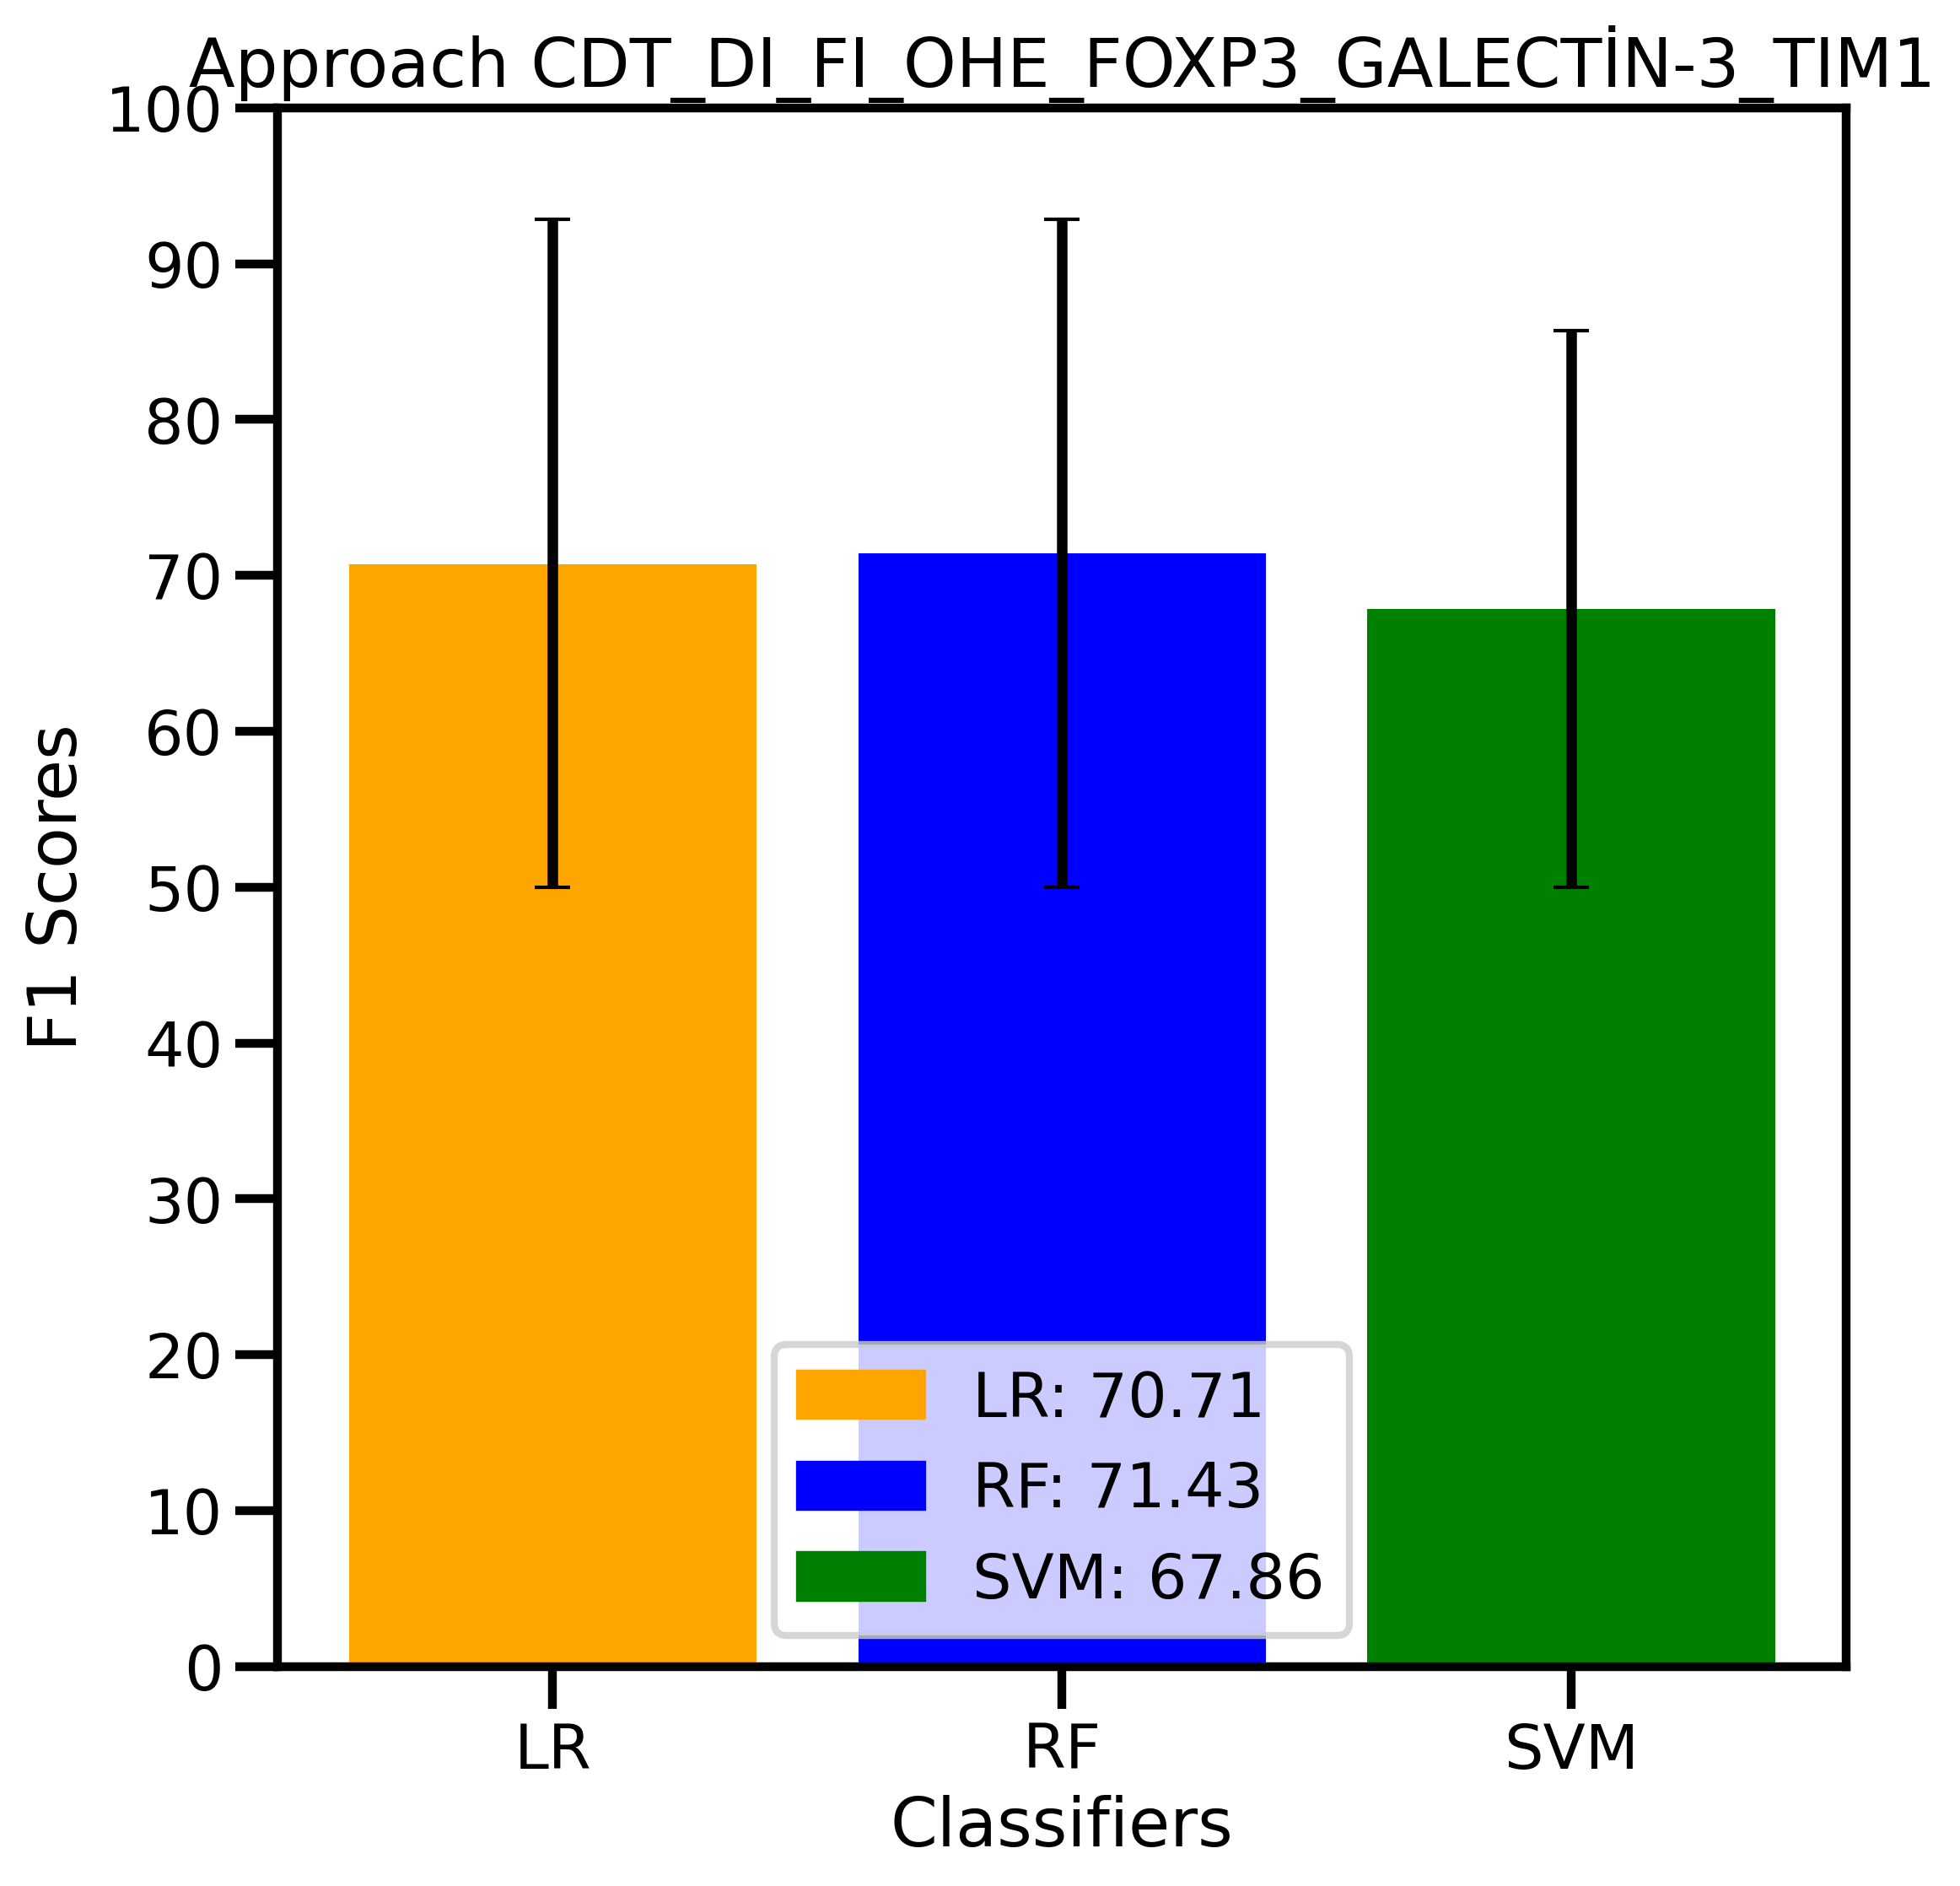 Approach CDT_DI_FI_OHE_FOXP3_GALECTİN-3_TIM1
100
90
80
70
60
50
40
30
20
10
0
F1 Scores
LR: 70.71
RF: 71.43
SVM: 67.86
LR
RF
SVM
Classifiers